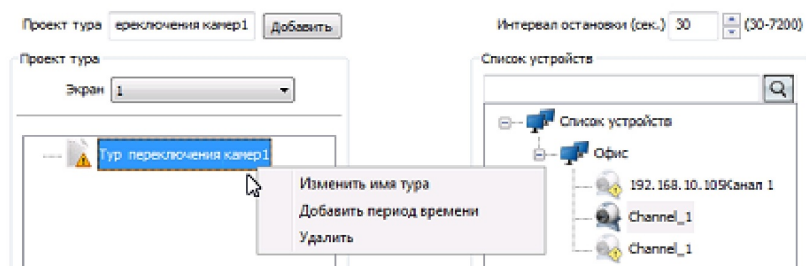 Проект тура ереключения камер1 Добавить
Интервал остановки (сек.) 30 (30-7200)
Проект тура
Экран 1
Тур переключения камер1
Изменить имя тура
Добавить период времени
Удалить
Список устройств
Список устройств
Офис
192.168.10.109Канал 1
Channel_1
Channel_1